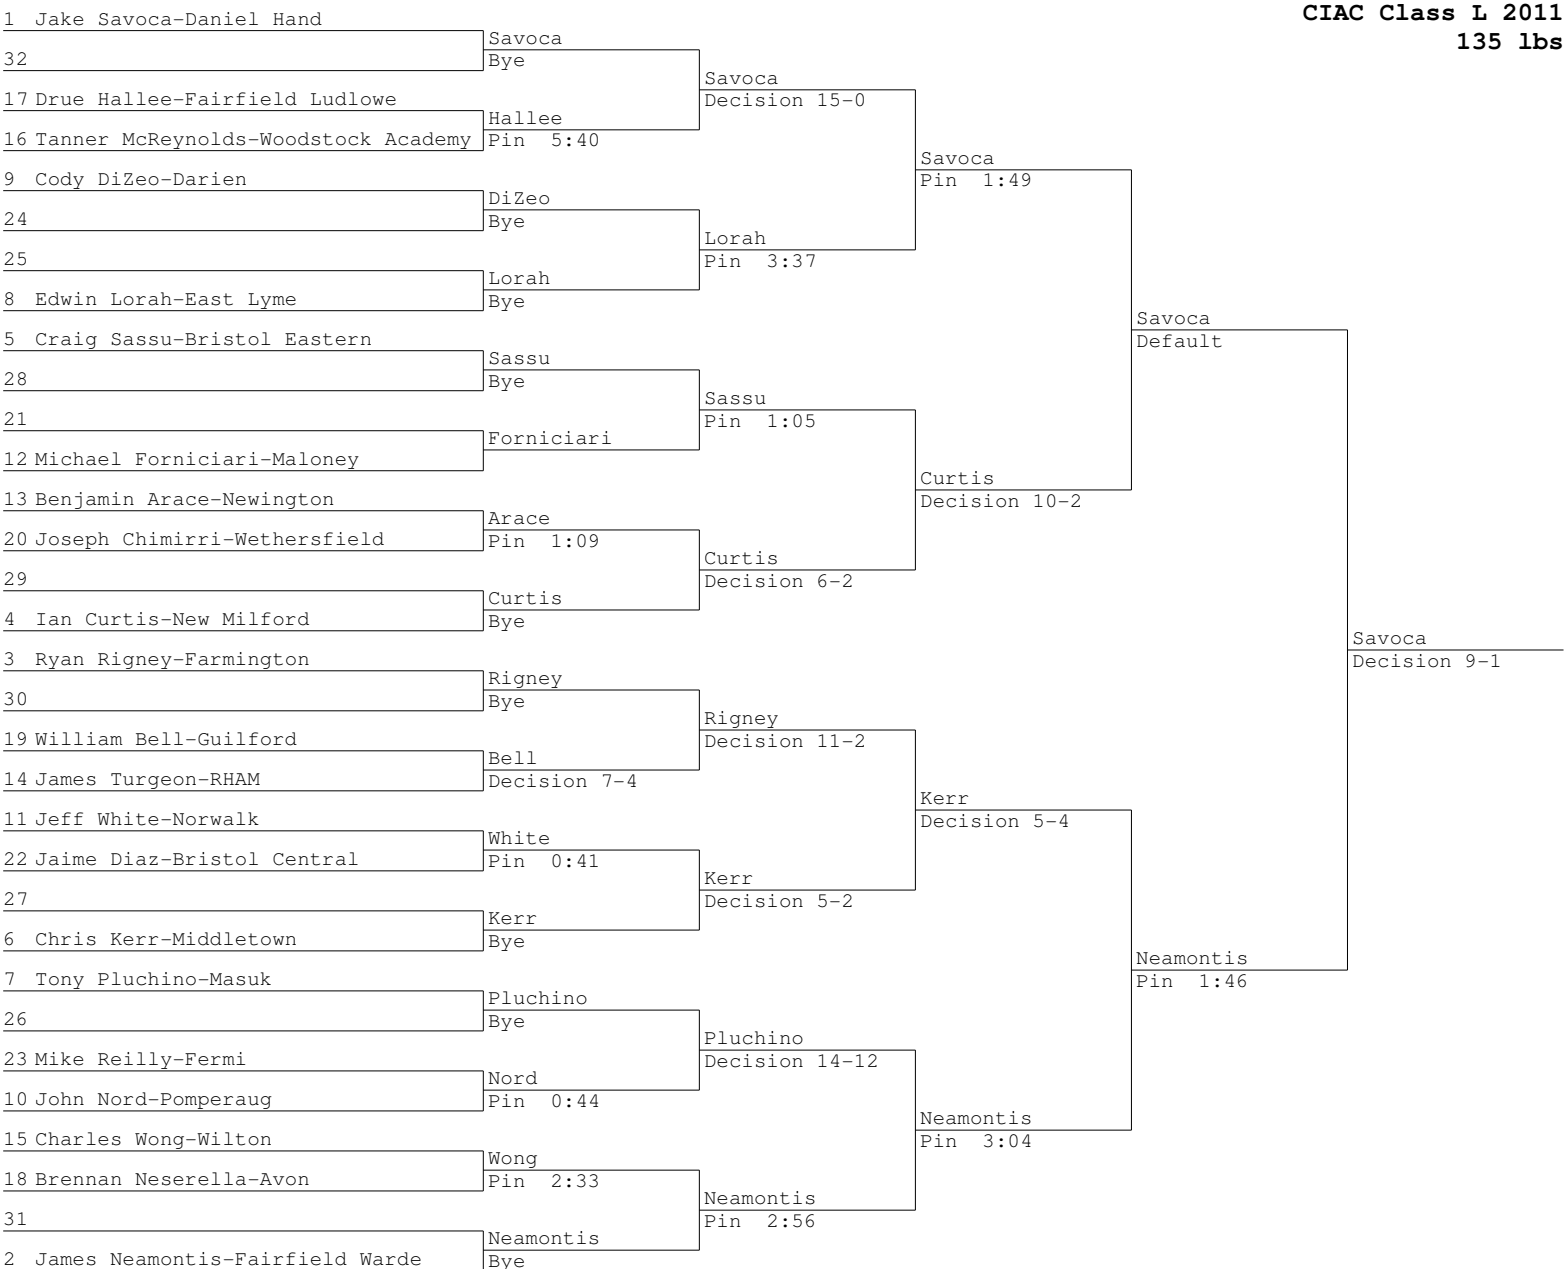 CIAC Class L 2011
135 lbs
1 Jake Savoca-Daniel Hand
32
17 Drue Hallee-Fairfield Ludlowe
16 Tanner McReynolds-Woodstock Academy
9 Cody DiZeo-Darien
24
25
8 Edwin Lorah-East Lyme
5 Craig Sassu-Bristol Eastern
28
21
12 Michael Forniciari-Maloney
13 Benjamin Arace-Newington
20 Joseph Chimirri-Wethersfield
29
4 Ian Curtis-New Milford
3 Ryan Rigney-Farmington
30
19 William Bell-Guilford
14 James Turgeon-RHAM
11 Jeff White-Norwalk
22 Jaime Diaz-Bristol Central
27
6 Chris Kerr-Middletown
7 Tony Pluchino-Masuk
26
23 Mike Reilly-Fermi
10 John Nord-Pomperaug
15 Charles Wong-Wilton
18 Brennan Neserella-Avon
31
2 James Neamontis-Fairfield Warde
Savoca
Bye
Hallee
Pin 5:40
DiZeo
Bye
Lorah
Bye
Sassu
Bye
Forniciari
Arace
Pin 1:09
Curtis
Bye
Rigney
Bye
Bell
Decision 7-4
White
Pin 0:41
Kerr
Bye
Pluchino
Bye
Nord
Pin 0:44
Wong
Pin 2:33
Neamontis
Bye
Savoca
Decision 15-0
Lorah
Pin 3:37
Sassu
Pin 1:05
Curtis
Decision 6-2
Rigney
Decision 11-2
Kerr
Decision 5-2
Pluchino
Decision 14-12
Neamontis
Pin 2:56
Savoca
Pin 1:49
Curtis
Decision 10-2
Kerr
Decision 5-4
Neamontis
Pin 3:04
Savoca
Default
Neamontis
Pin 1:46
Savoca
Decision 9-1